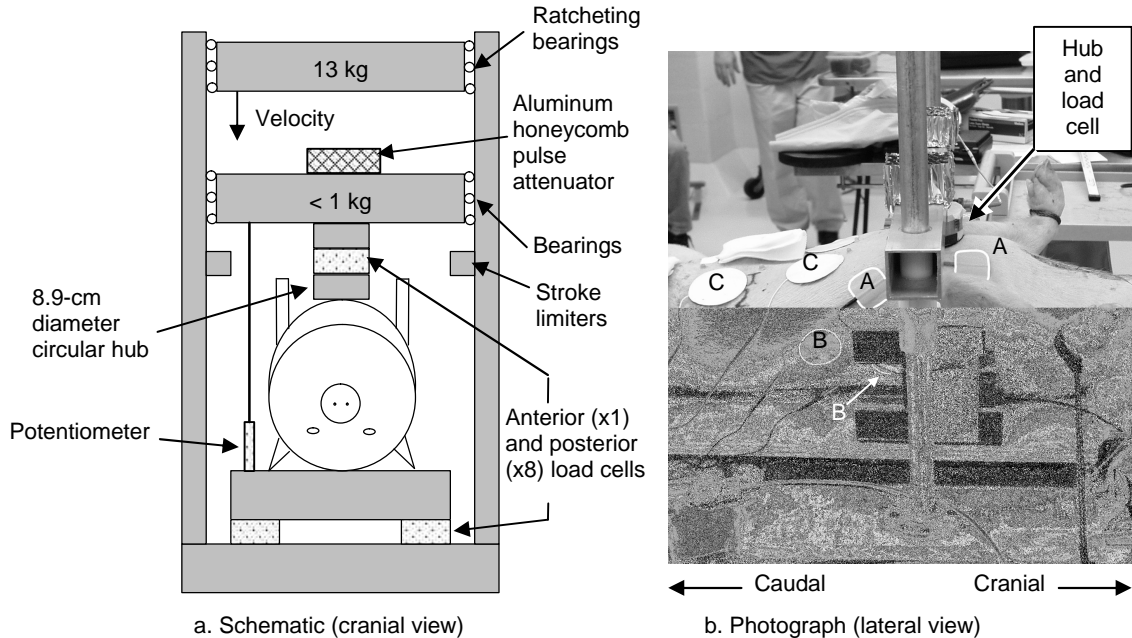 Ratcheting
bearings
13 kg
Velocity
Aluminum
honeycomb
pulse
attenuator
< 1 kg
Bearings
8.9-cm
diameter
circular hub
Stroke
limiters
Potentiometer
Anterior (x1)
and posterior
(x8) load cells
a. Schematic (cranial view)
Hub
and
load
cell
A
C
C
A
B
B
Caudal
Cranial
b. Photograph (lateral view)